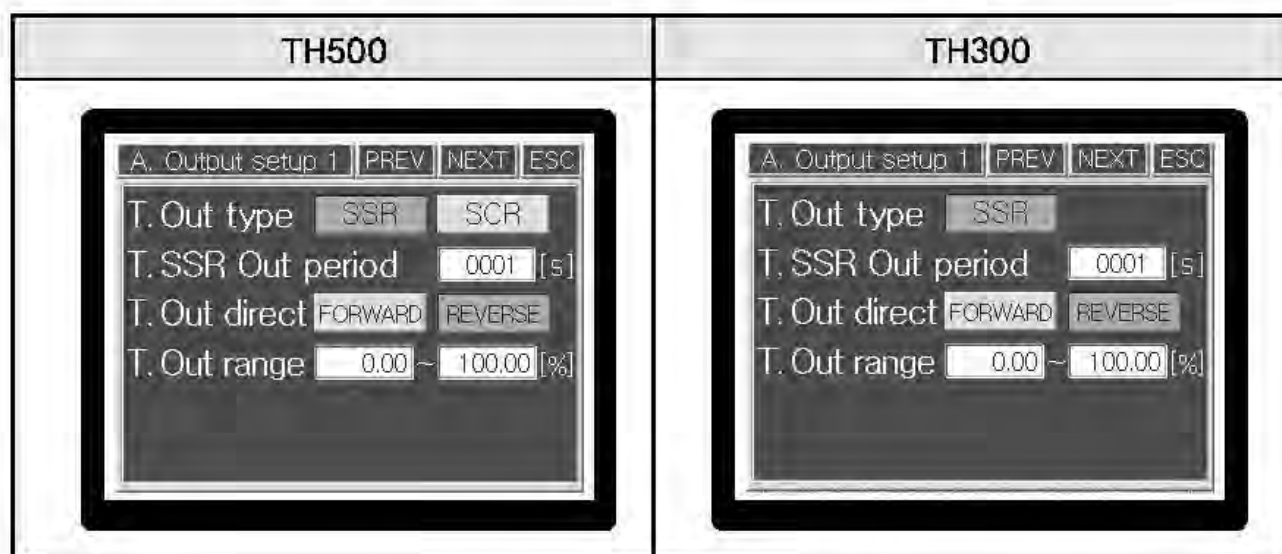 TH500
TH300
A. Output setup 1 PREV NEXT ESC
T. Out type SSR SCR
T. SSR Out period 0001 [s]
T. Out direct FORWARD REVERSE
T. Out range 0.00 ~ 100.00 [%]
A. Output setup 1 PREV NEXT ESC
T. Out type SSR
T. SSR Out period 0001 [s]
T. Out direct FORWARD REVERSE
T. Out range 0.00 ~ 100.00 [%]